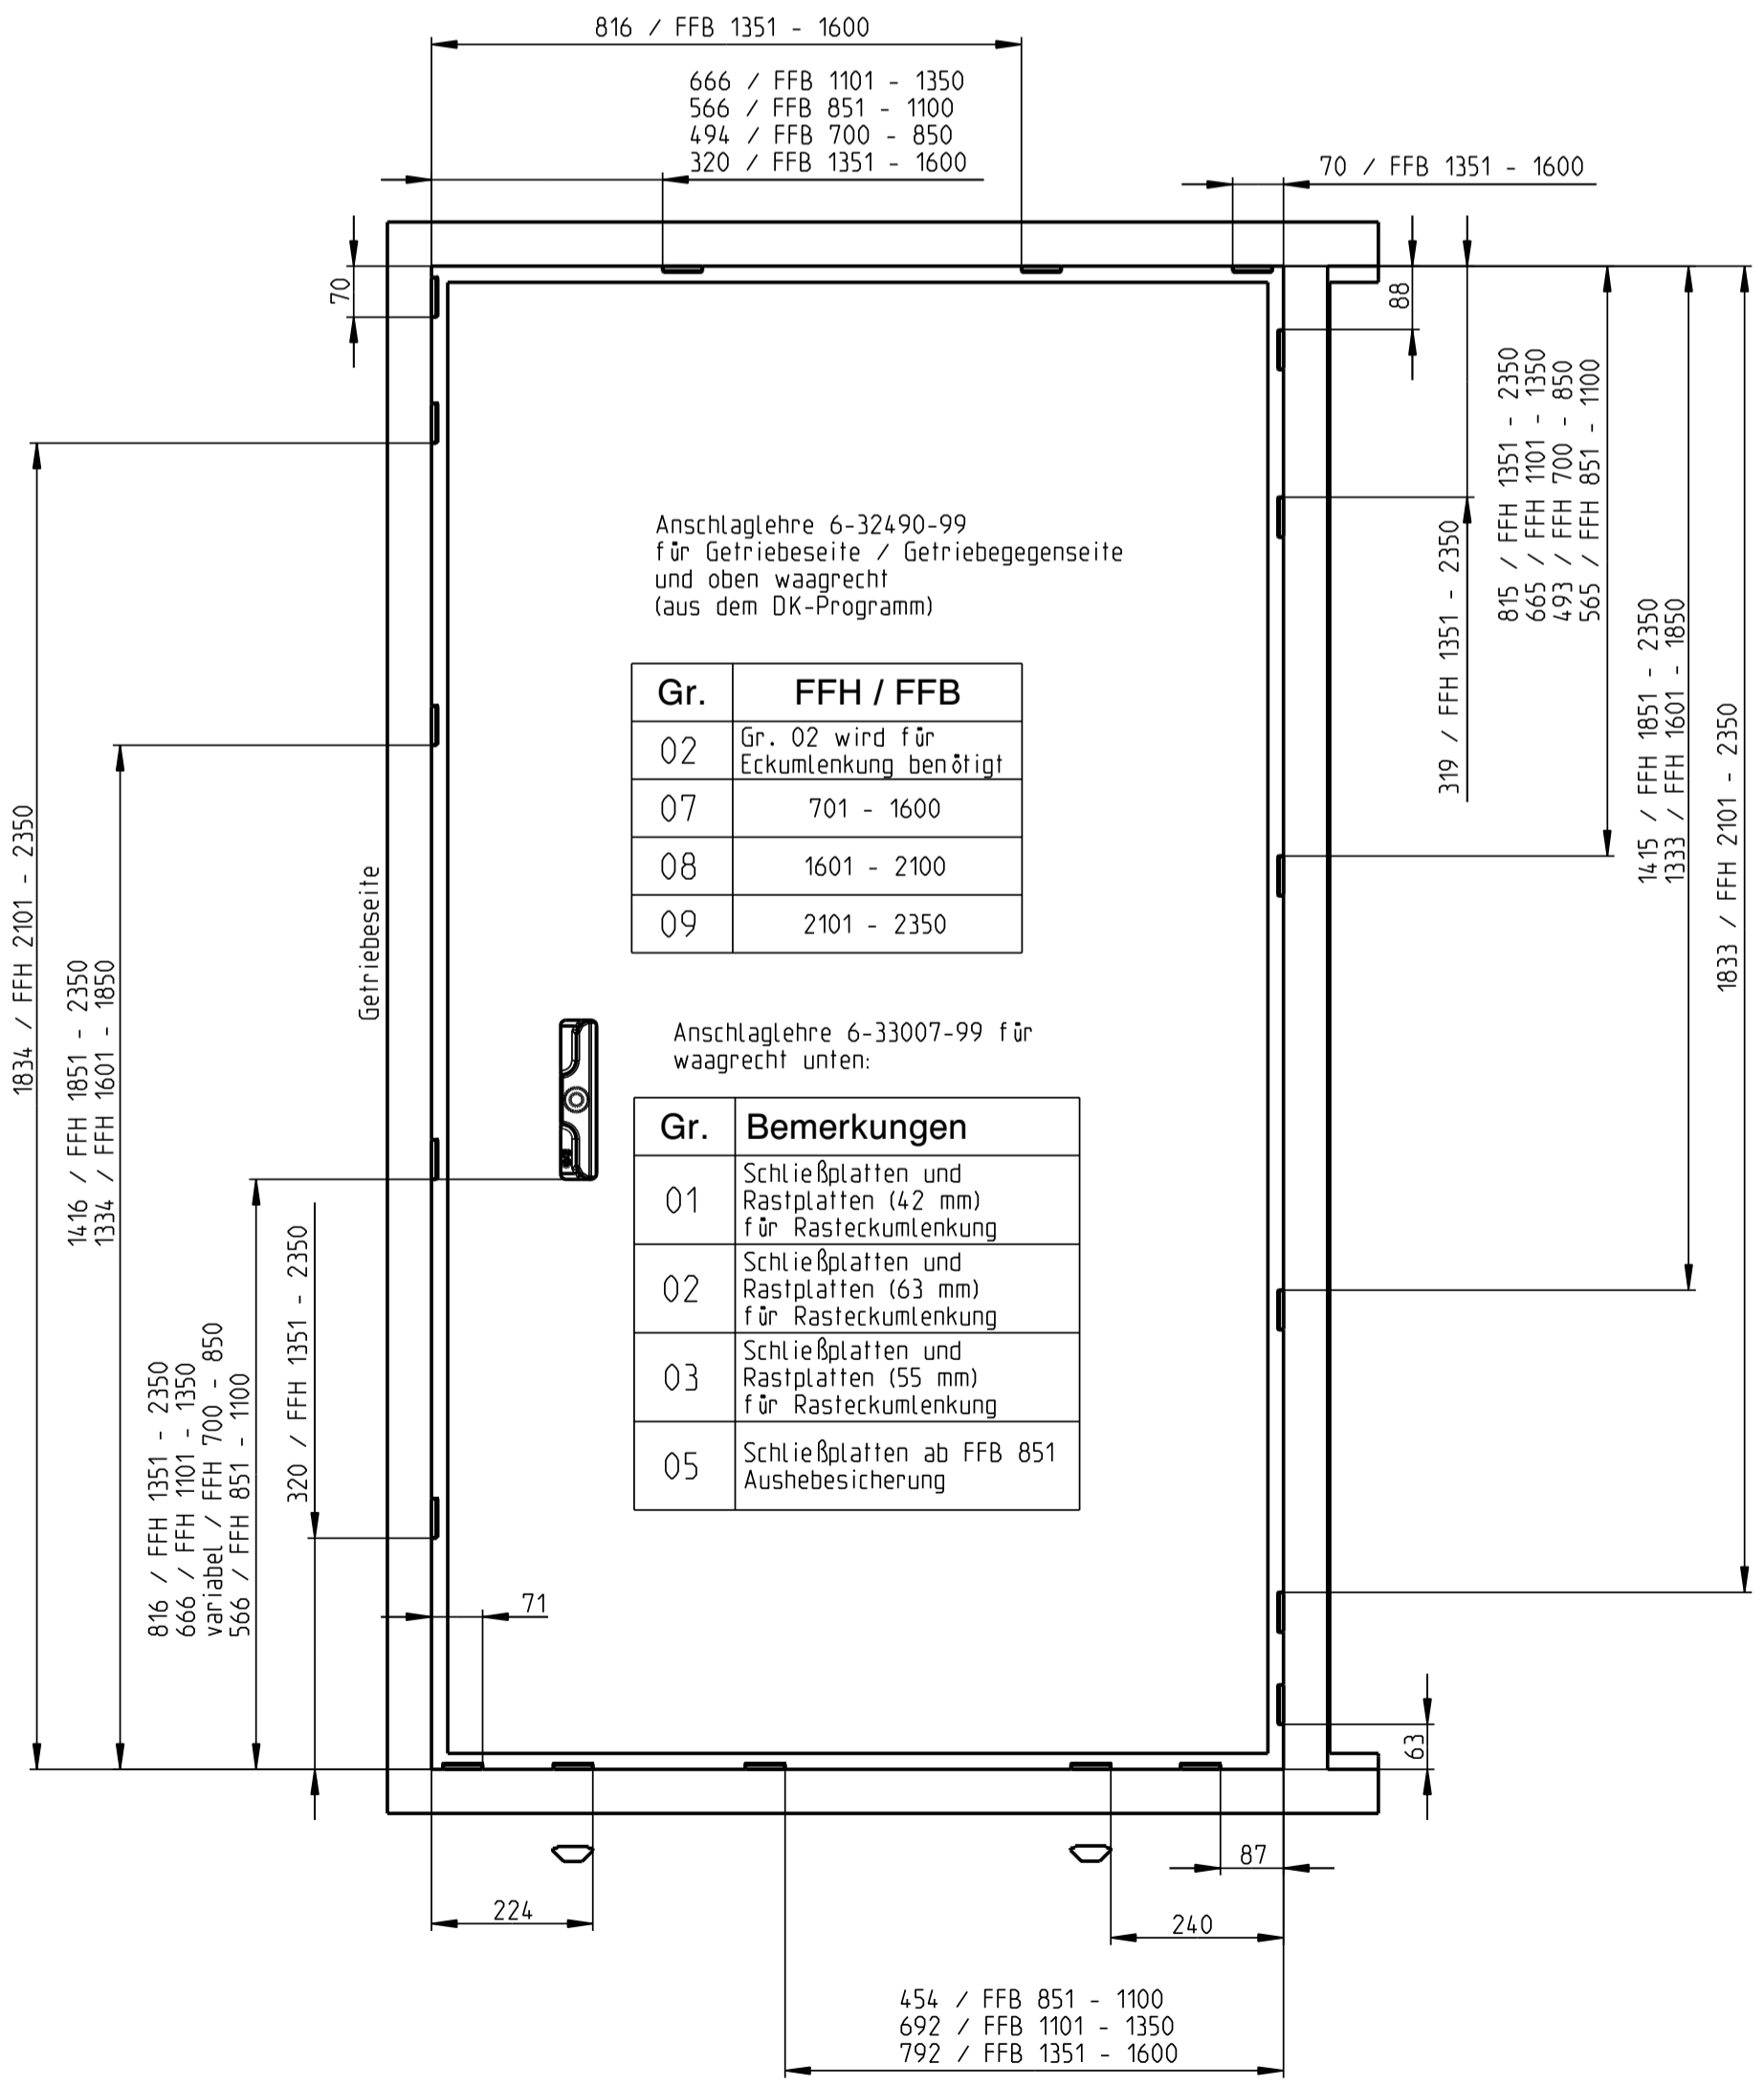 816 / FFB 1351 - 1600
666 / FFB 1101 - 1350
566 / FFB 851 - 1100
494 / FFB 700 - 850
320 / FFB 1351 - 1600
70 / FFB 1351 - 1600
70
88
815 / FFH 1351 - 2350
665 / FFH 1101 - 1350
493 / FFH 700 - 850
565 / FFH 851 - 1100
319 / FFH 1351 - 2350
1415 / FFH 1851 - 2350
1333 / FFH 1601 - 1850
1833 / FFH 2101 - 2350
Anschlaglehre 6-32490-99
für Getriebeseite / Getriebegegenseite
und oben waagrecht
(aus dem DK-Programm)
Gr. FFH / FFB
02 Gr. 02 wird für
Eckumlenkung benötigt
07 701 - 1600
08 1601 - 2100
09 2101 - 2350
Getriebeseite
1834 / FFH 2101 - 2350
1416 / FFH 1851 - 2350
1334 / FFH 1601 - 1850
816 / FFH 1351 - 2350
666 / FFH 1101 - 1350
variabel / FFH 700 - 850
566 / FFH 851 - 1100
320 / FFH 1351 - 2350
Anschlaglehre 6-33007-99 für
waagrecht unten:
Gr. Bemerkungen
01 Schließplatten und
Rastplatten (42 mm)
für Rasteckumlenkung
02 Schließplatten und
Rastplatten (63 mm)
für Rasteckumlenkung
03 Schließplatten und
Rastplatten (55 mm)
für Rasteckumlenkung
05 Schließplatten ab FFB 851
Aushebesicherung
71
63
87
224
240
454 / FFB 851 - 1100
692 / FFB 1101 - 1350
792 / FFB 1351 - 1600